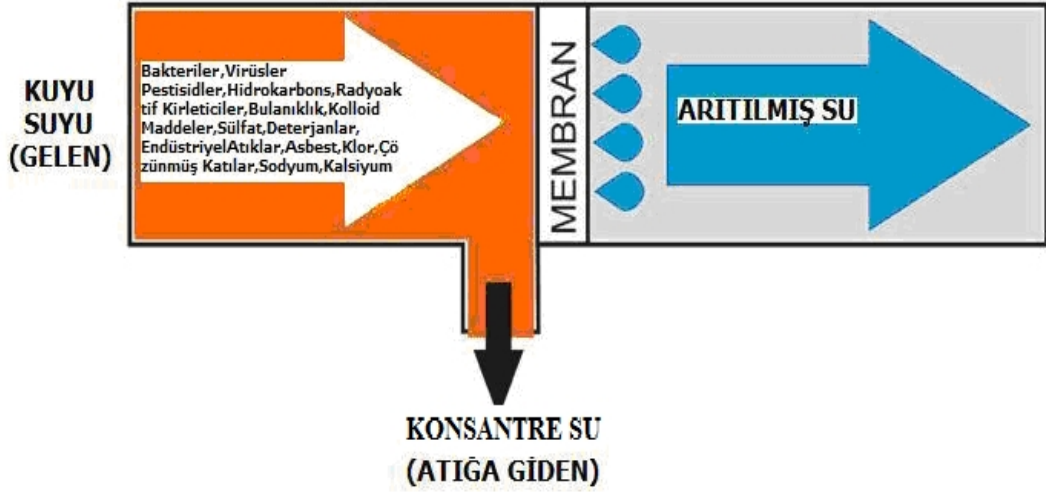 KUYU
SUYU
(GELEN)
Bakteriler,Virüsler
Pestisidler,Hidrokarbons,Radyoak
tif Kirleticiler,Bulanıklık,Kolloid
Maddeler,Sülfat,Deterjanlar,
EndüstriyelAtıklar,Asbest,Klor,Çö
zünmüş Katılar,Sodyum,Kalsiyum
MEMBRAN
ARITILMIŞ SU
KONSANTRE SU
(ATIĞA GİDEN)